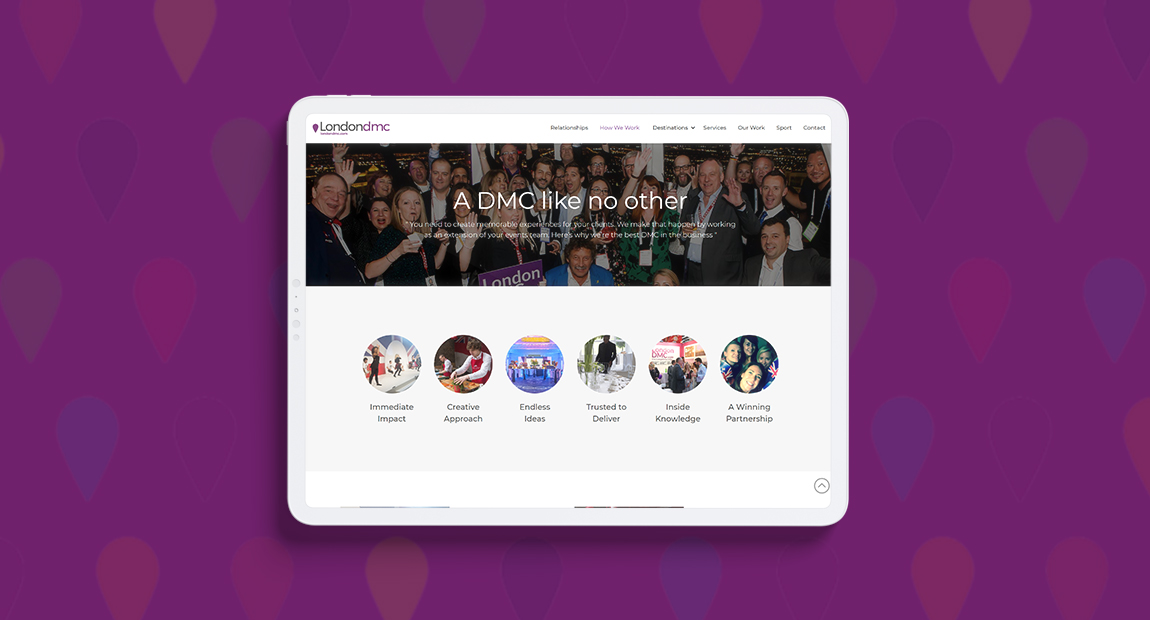 Londondmc
londondmc.com
Relationships How We Work Destinations Services Our Work Sport Contact
A DMC like no other
" You need to create memorable experiences for your clients. We make that happen by working
as an extension of your events team. Here's why we're the best DMC in the business "
London
DMC
Immediate
Impact
Creative
Approach
Endless
Ideas
Trusted to
Deliver
Inside
Knowledge
A Winning
Partnership